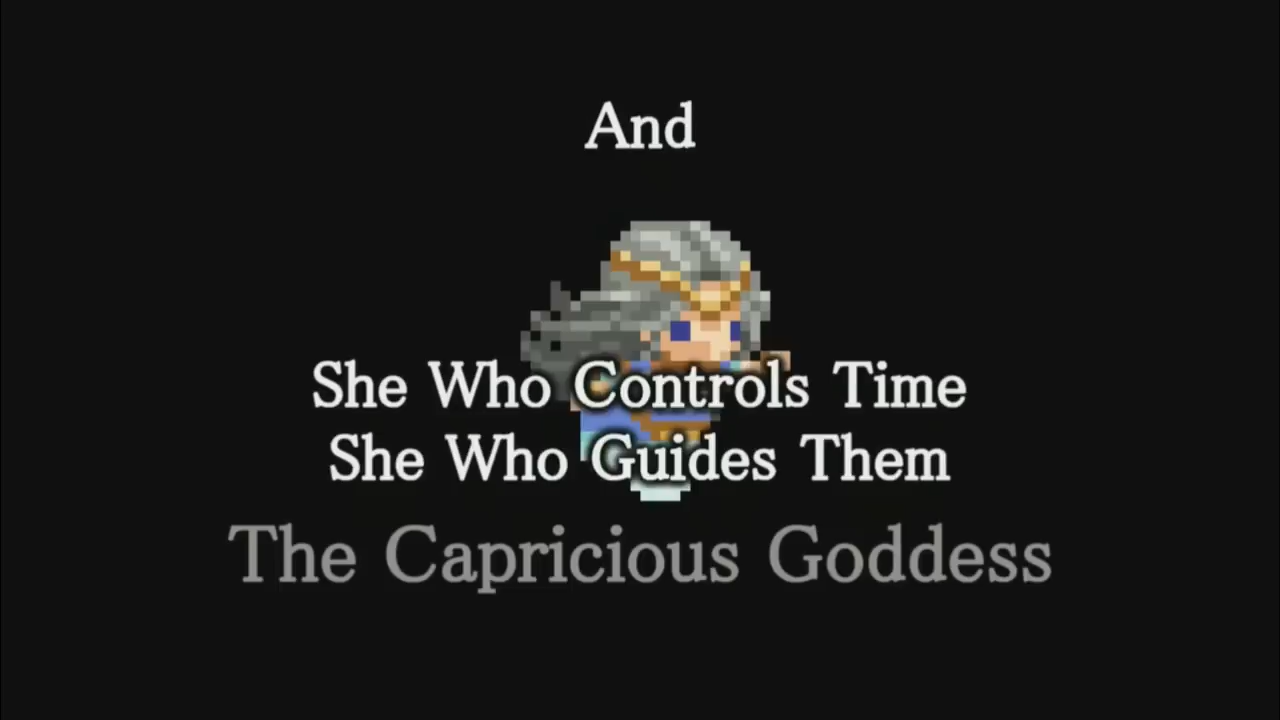 And
She Who Controls Time
She Who Guides Them
The Capricious Goddess